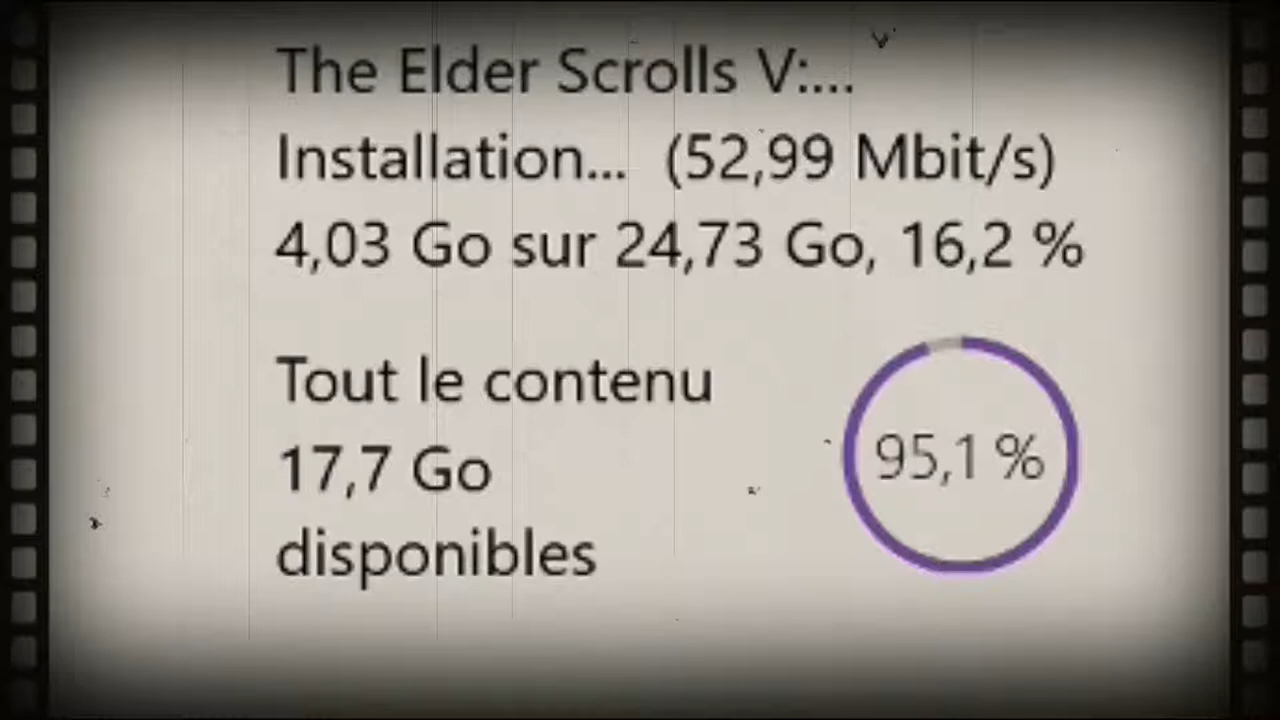 The Elder Scrolls V:...
Installation... (52,99 Mbit/s)
4,03 Go sur 24,73 Go, 16,2 %
Tout le contenu
17,7 Go
disponibles
95,1 %